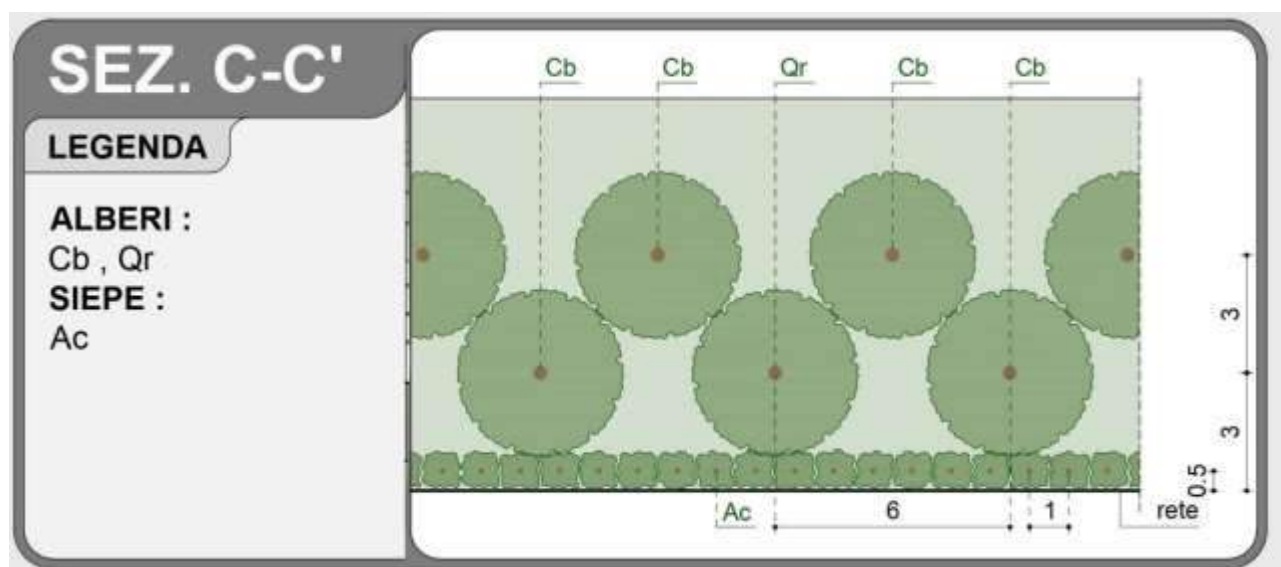 SEZ. C-C'
LEGENDA
ALBERI :
Cb , Qr
SIEPE :
Ac
Cb Cb Qr Cb Cb
3
3
0.5
Ac 6 1 rete